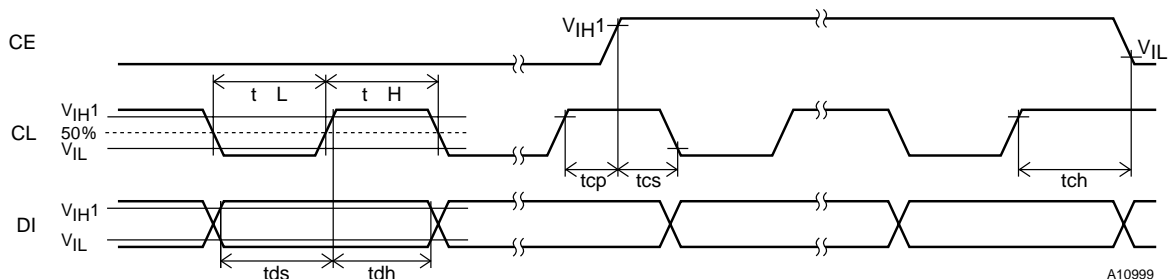 CE
VIH1
VIL
t L
t H
CL
VIH1
50%
VIL
tcp
tcs
tch
DI
VIH1
VIL
tds
tdh
A10999